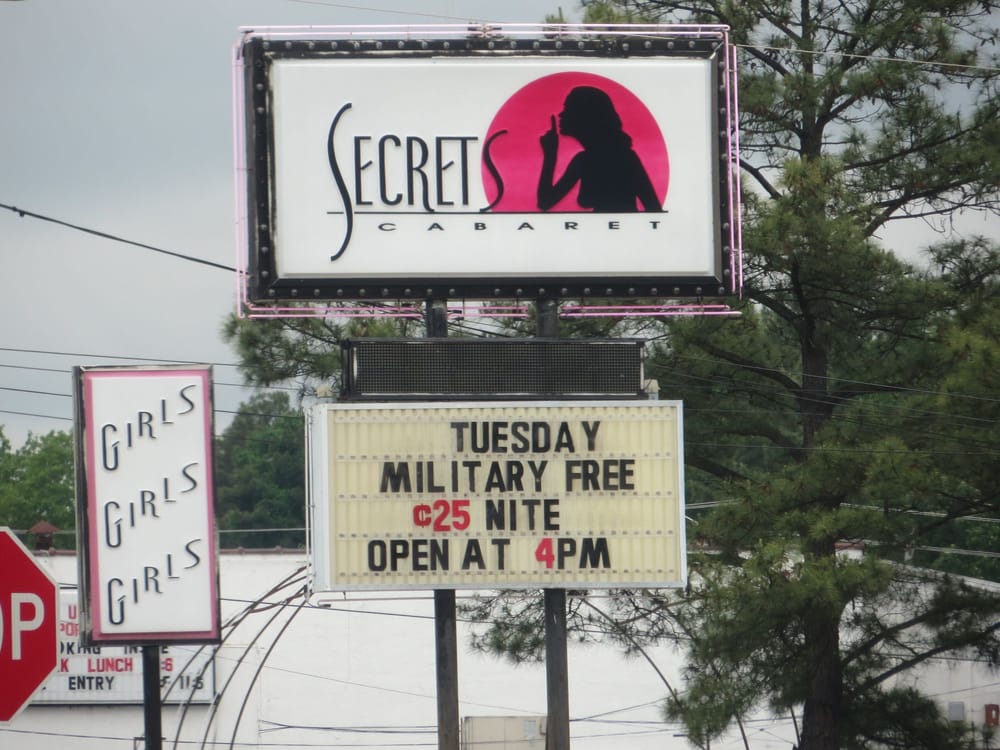 SECRETS
CABARET
TUESDAY
MILITARY FREE
¢25 NITE
OPEN AT 4PM
GIRLS
GIRLS
GIRLS
OP
K LUNCH
ENTRY